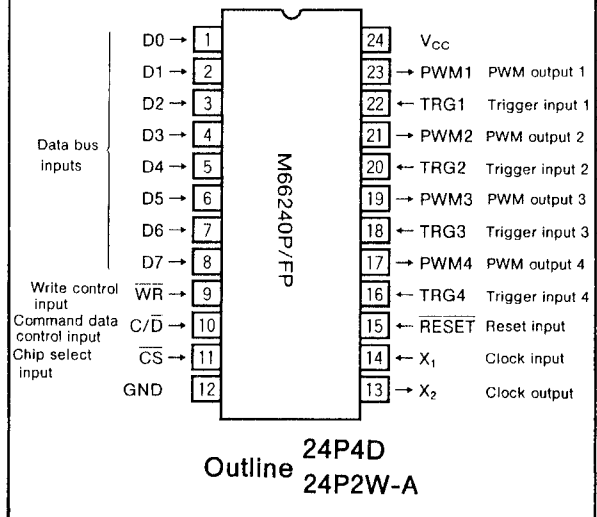 D0 → 1 24 V_CC
D1 → 2 23 → PWM1 PWM output 1
D2 → 3 22 ← TRG1 Trigger input 1
D3 → 4 21 → PWM2 PWM output 2
Data bus
inputs
D4 → 5 20 ← TRG2 Trigger input 2
D5 → 6 19 → PWM3 PWM output 3
D6 → 7 18 ← TRG3 Trigger input 3
D7 → 8 17 → PWM4 PWM output 4
Write control
input
W̅R̅ → 9 16 ← TRG4 Trigger input 4
Command data
control input
C/D̅ → 10 15 ← R̅E̅S̅E̅T̅ Reset input
Chip select
input
C̅S̅ → 11 14 ← X₁ Clock input
GND 12 13 → X₂ Clock output
M66240P/FP
Outline 24P4D
24P2W-A